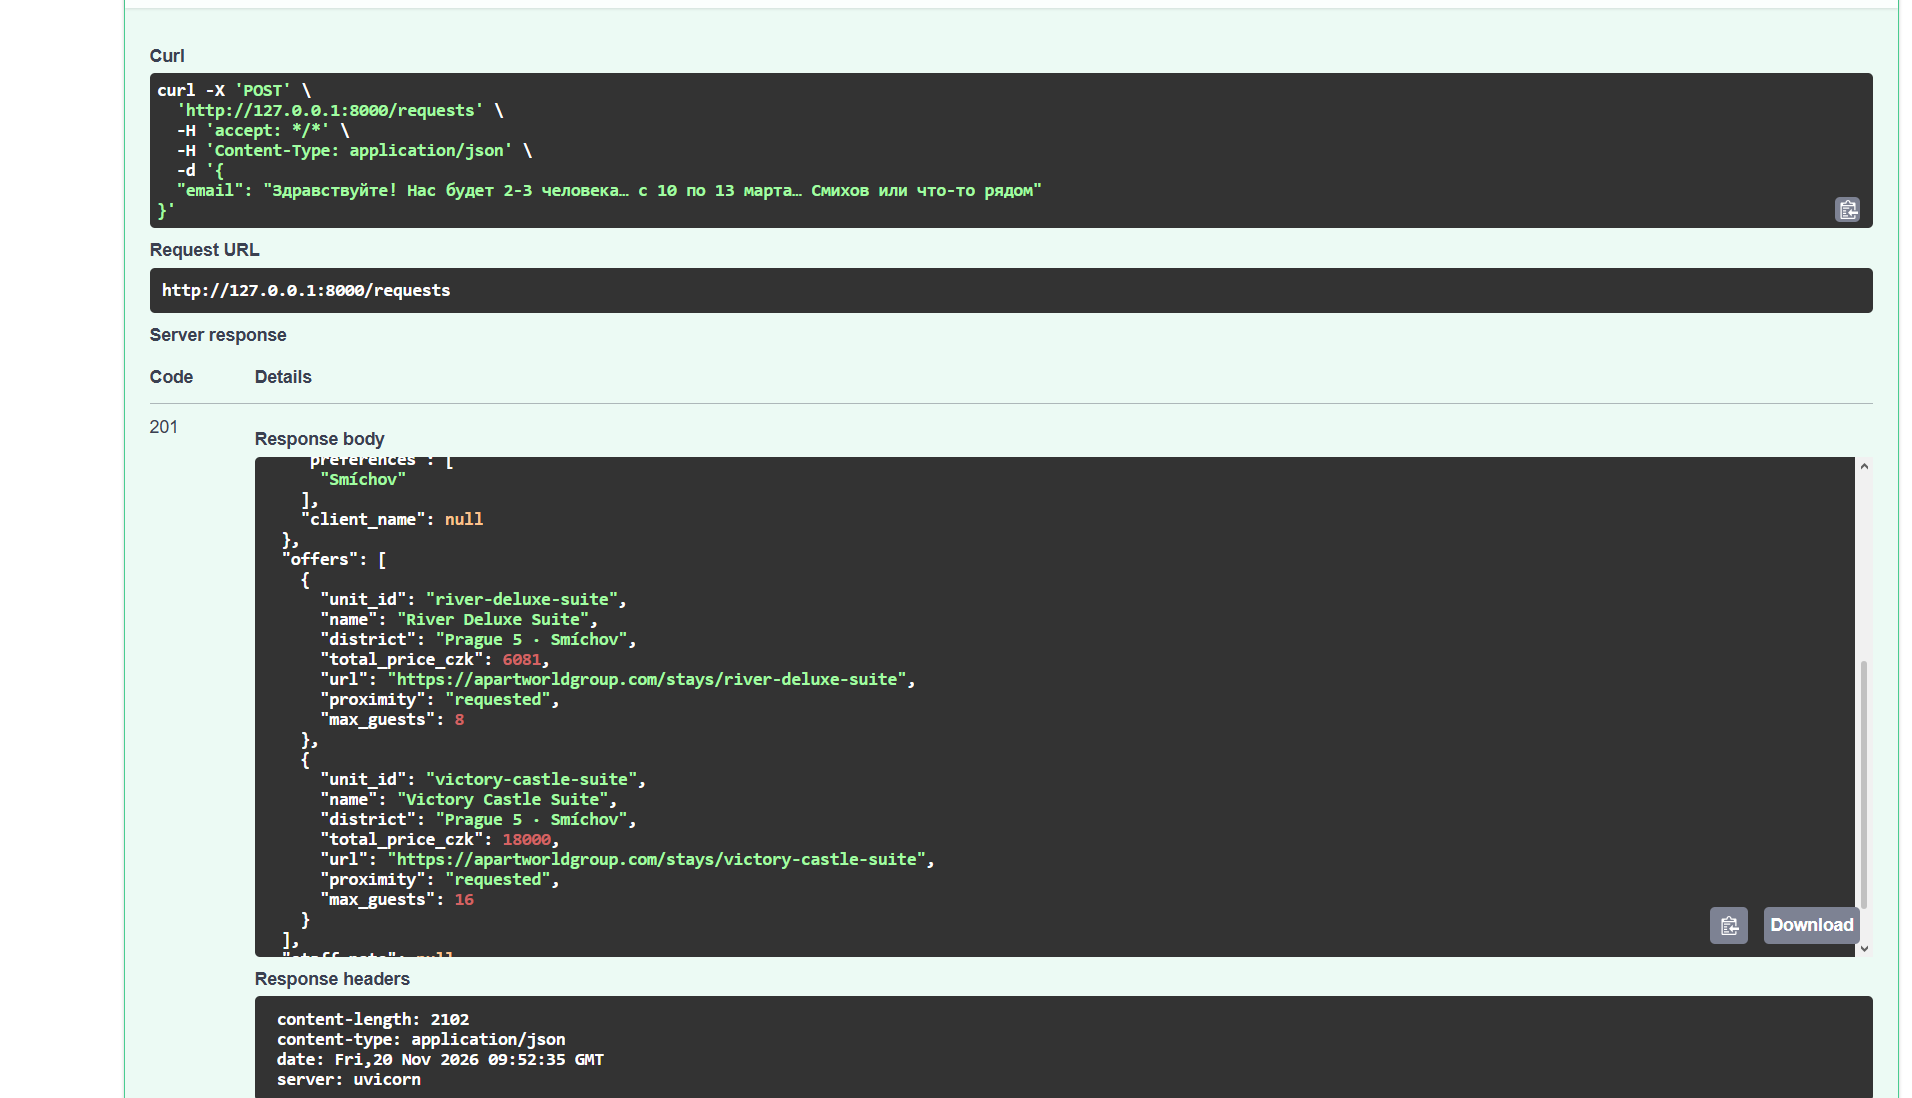 Curl
curl -X 'POST' \
'http://127.0.0.1:8000/requests' \
-H 'accept: */*' \
-H 'Content-Type: application/json' \
-d '{
"email": "Здравствуйте! Нас будет 2-3 человека… с 10 по 13 марта… Смихов или что-то рядом"
}'
Request URL
http://127.0.0.1:8000/requests
Server response
Code Details
201
Response body
"preferences": [
"Smíchov"
],
"client_name": null
},
"offers": [
{
"unit_id": "river-deluxe-suite",
"name": "River Deluxe Suite",
"district": "Prague 5 · Smíchov",
"total_price_czk": 6081,
"url": "https://apartworldgroup.com/stays/river-deluxe-suite",
"proximity": "requested",
"max_guests": 8
},
{
"unit_id": "victory-castle-suite",
"name": "Victory Castle Suite",
"district": "Prague 5 · Smíchov",
"total_price_czk": 18000,
"url": "https://apartworldgroup.com/stays/victory-castle-suite",
"proximity": "requested",
"max_guests": 16
}
],
"staff_note": null
Download
Response headers
content-length: 2102
content-type: application/json
date: Fri,20 Nov 2026 09:52:35 GMT
server: uvicorn